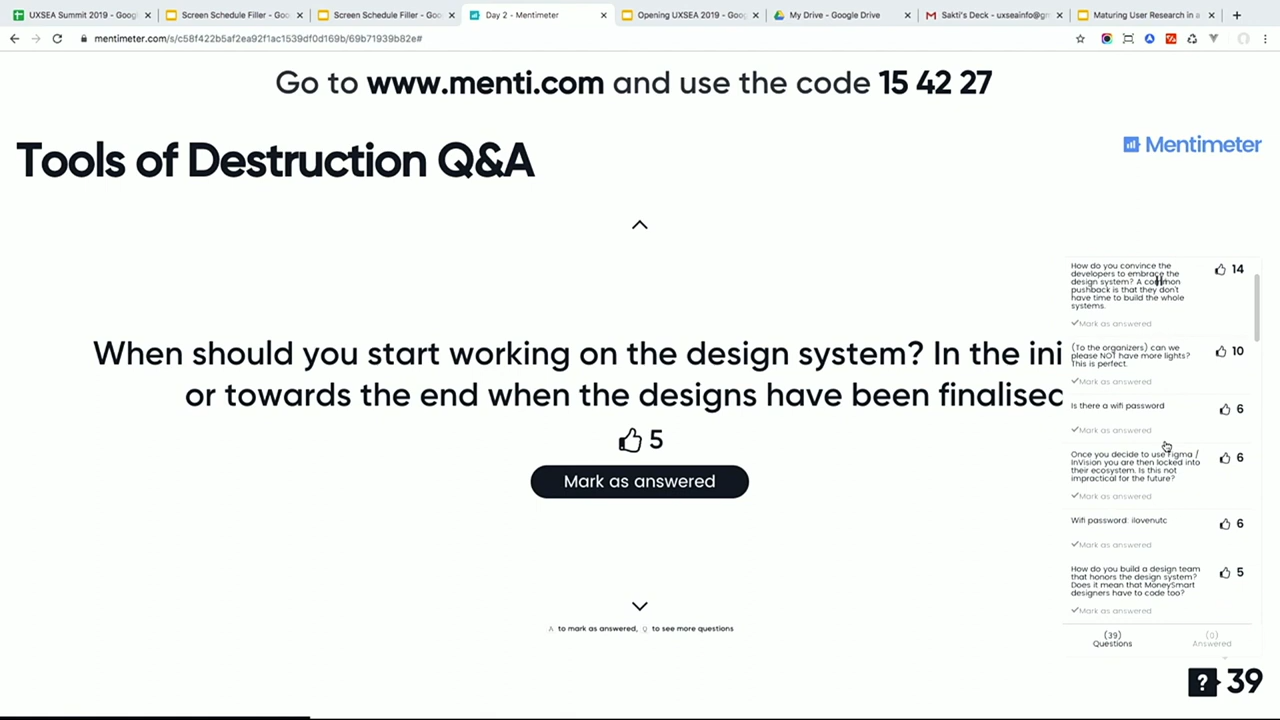 UXSEA Summit 2019 - Googl
Screen Schedule Filler - Goo
Screen Schedule Filler - Goo
Day 2 - Mentimeter
Opening UXSEA 2019 - Goog
My Drive - Google Drive
Sakti's Deck - uxseainfo@gm
Maturing User Research in a
mentimeter.com/s/c58f422b5af2ea92f1ac1539df0d169b/69b71939b82e#
Go to www.menti.com and use the code 15 42 27
Tools of Destruction Q&A
Mentimeter
When should you start working on the design system? In the ini
or towards the end when the designs have been finalised
5
Mark as answered
A to mark as answered, Q to see more questions
How do you convince the
developers to embrace the
design system? A common
pushback is that they don't
have time to build the whole
systems.
14
Mark as answered
(To the organizers) can we
please NOT have more lights?
This is perfect.
10
Mark as answered
Is there a wifi password
6
Mark as answered
Once you decide to use Figma /
InVision you are then locked into
their ecosystem. Is this not
impractical for the future?
6
Mark as answered
Wifi password: ilovenutc
6
Mark as answered
How do you build a design team
that honors the design system?
Does it mean that MoneySmart
designers have to code too?
5
Mark as answered
(39)
Questions
(0)
Answered
? 39